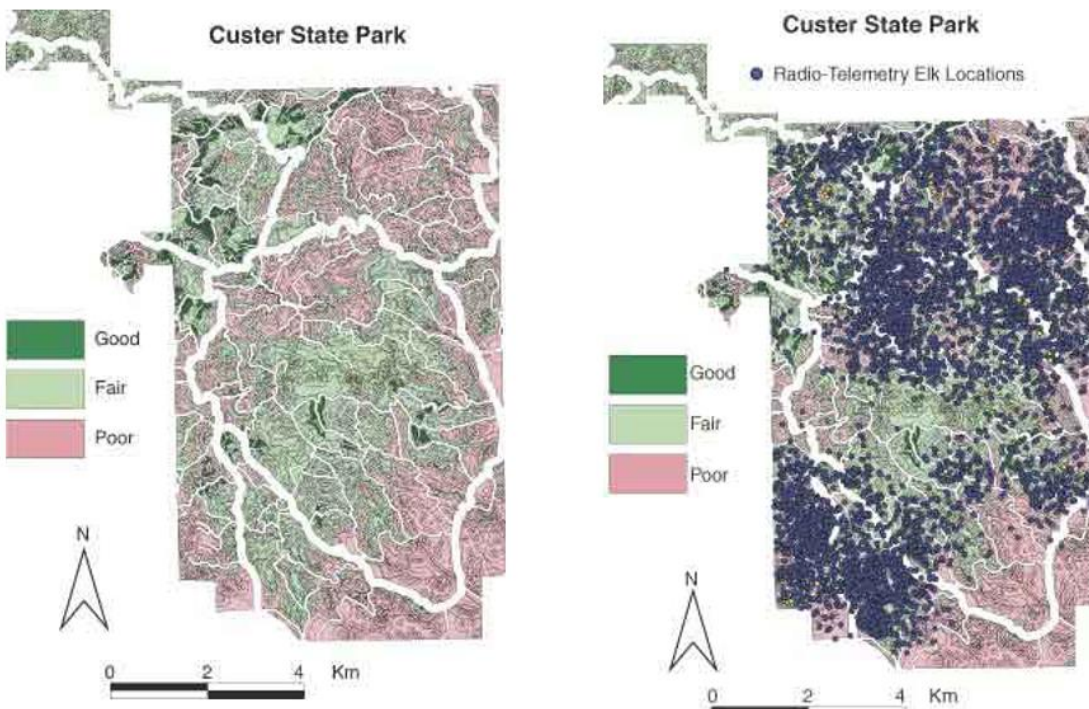 Custer State Park
Good
Fair
Poor
N
0 2 4 Km
Custer State Park
Radio-Telemetry Elk Locations
Good
Fair
Poor
N
0 2 4 Km